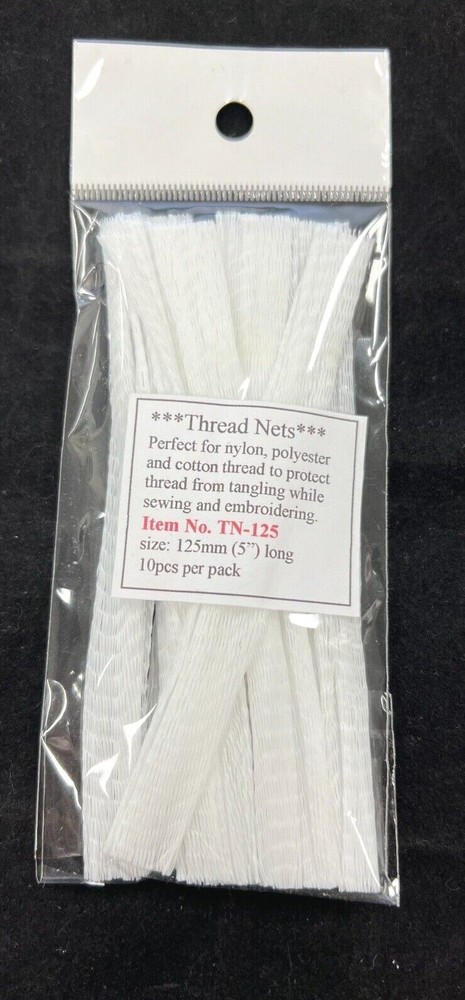 ***Thread Nets***
Perfect for nylon, polyester
and cotton thread to protect
thread from tangling while
sewing and embroidering.
Item No. TN-125
size: 125mm (5”) long
10pcs per pack